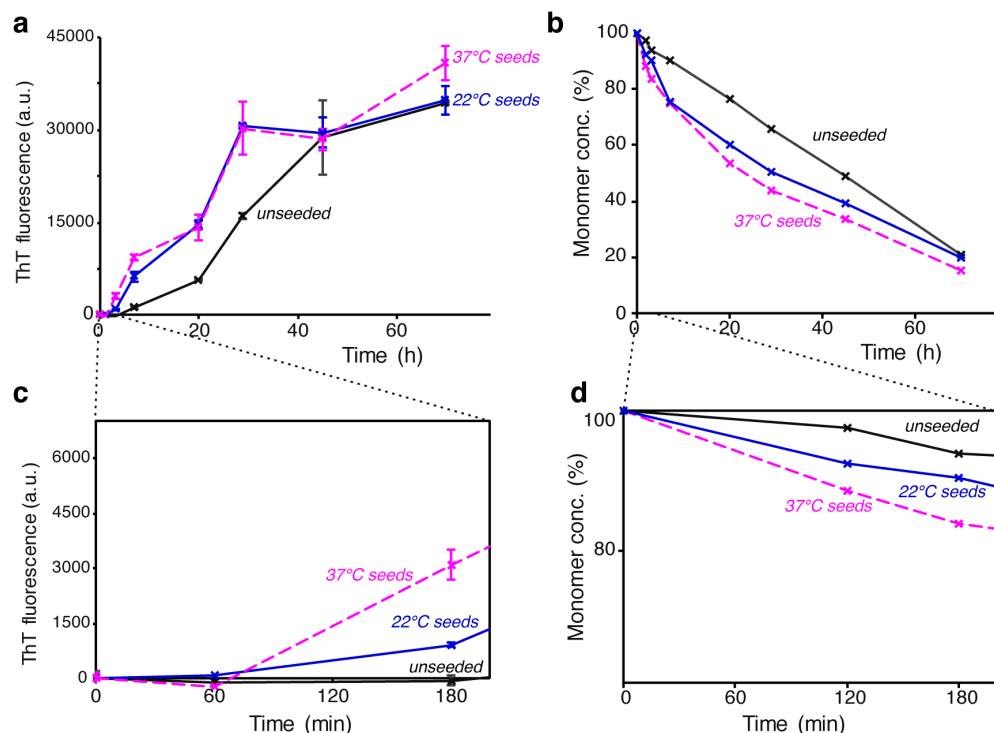 a
45000
30000
15000
0
ThT fluorescence (a.u.)
37°C seeds
22°C seeds
unseeded
20
40
60
Time (h)
b
100
80
60
40
20
0
Monomer conc. (%)
unseeded
37°C seeds
0
20
40
60
Time (h)
c
6000
4500
3000
1500
0
ThT fluorescence (a.u.)
37°C seeds
22°C seeds
unseeded
0
60
120
180
Time (min)
d
100
80
Monomer conc. (%)
unseeded
22°C seeds
37°C seeds
0
60
120
180
Time (min)